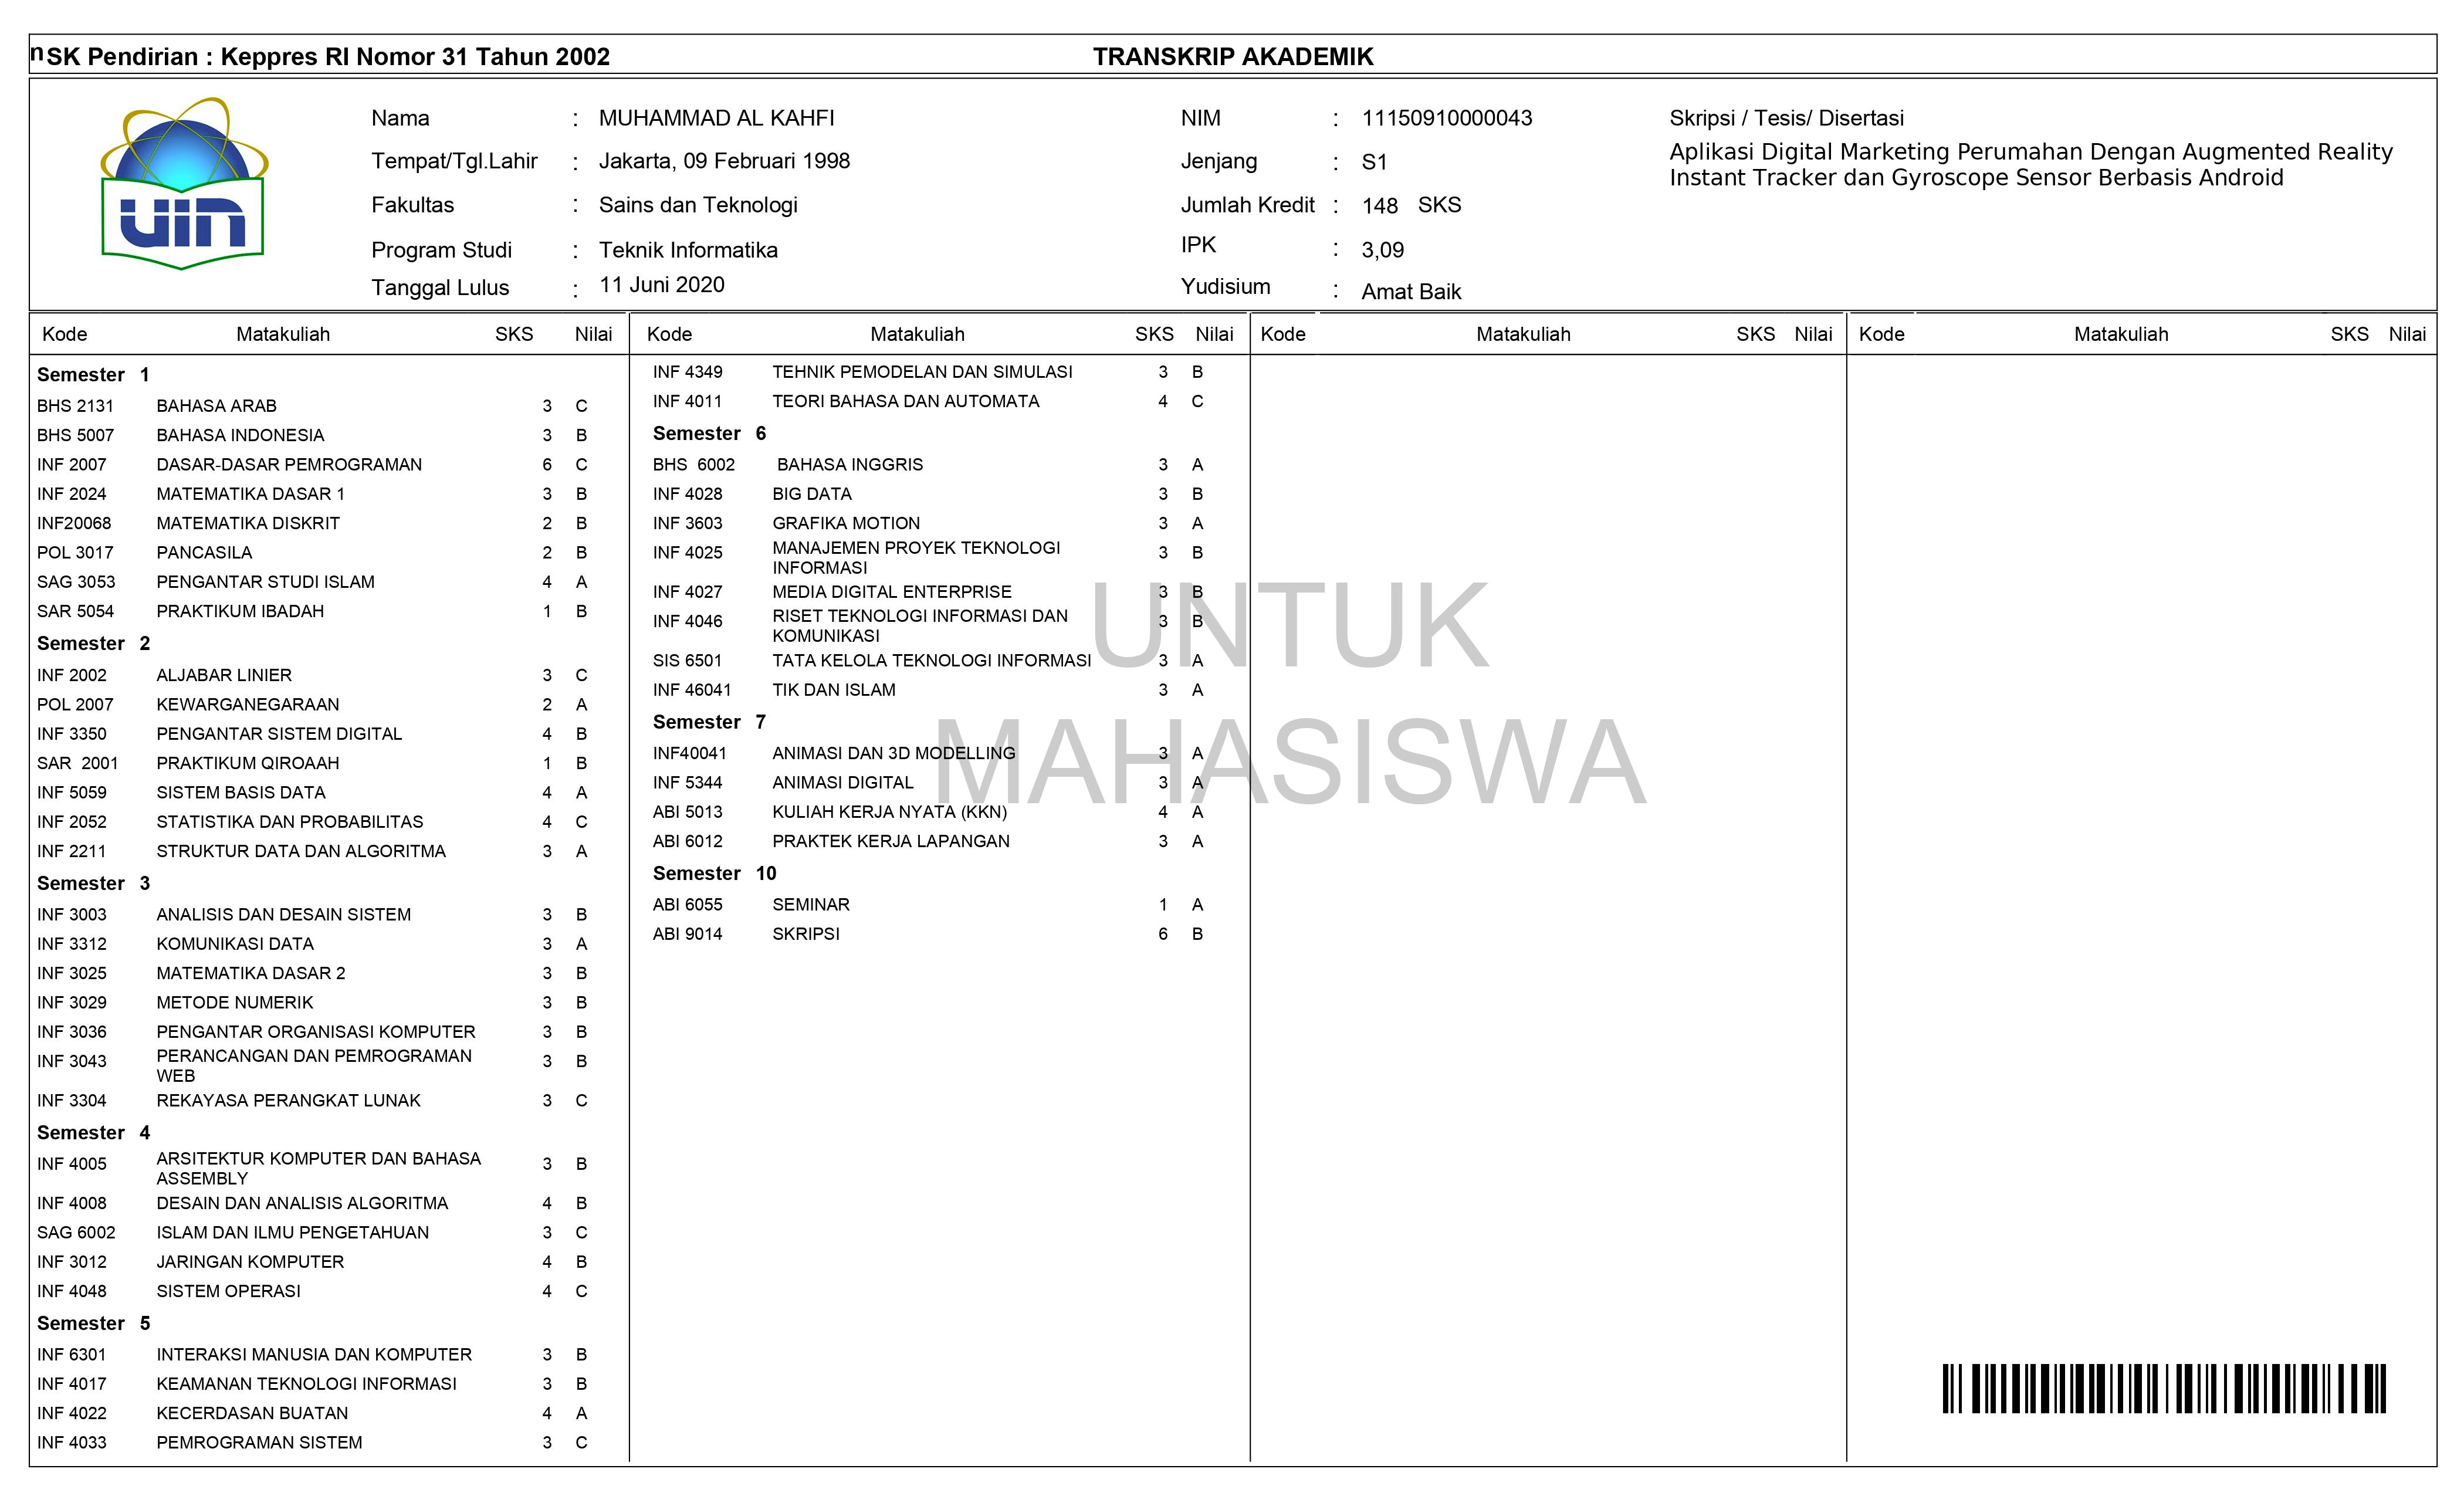 nSK Pendirian : Keppres RI Nomor 31 Tahun 2002 TRANSKRIP AKADEMIK
uin
Nama : MUHAMMAD AL KAHFI
Tempat/Tgl.Lahir : Jakarta, 09 Februari 1998
Fakultas : Sains dan Teknologi
Program Studi : Teknik Informatika
Tanggal Lulus : 11 Juni 2020
NIM : 11150910000043
Jenjang : S1
Jumlah Kredit : 148 SKS
IPK : 3,09
Yudisium : Amat Baik
Skripsi / Tesis/ Disertasi
Aplikasi Digital Marketing Perumahan Dengan Augmented Reality
Instant Tracker dan Gyroscope Sensor Berbasis Android
Kode Matakuliah SKS Nilai
Semester 1
BHS 2131 BAHASA ARAB 3 C
BHS 5007 BAHASA INDONESIA 3 B
INF 2007 DASAR-DASAR PEMROGRAMAN 6 C
INF 2024 MATEMATIKA DASAR 1 3 B
INF20068 MATEMATIKA DISKRIT 2 B
POL 3017 PANCASILA 2 B
SAG 3053 PENGANTAR STUDI ISLAM 4 A
SAR 5054 PRAKTIKUM IBADAH 1 B
Semester 2
INF 2002 ALJABAR LINIER 3 C
POL 2007 KEWARGANEGARAAN 2 A
INF 3350 PENGANTAR SISTEM DIGITAL 4 B
SAR 2001 PRAKTIKUM QIROAAH 1 B
INF 5059 SISTEM BASIS DATA 4 A
INF 2052 STATISTIKA DAN PROBABILITAS 4 C
INF 2211 STRUKTUR DATA DAN ALGORITMA 3 A
Semester 3
INF 3003 ANALISIS DAN DESAIN SISTEM 3 B
INF 3312 KOMUNIKASI DATA 3 A
INF 3025 MATEMATIKA DASAR 2 3 B
INF 3029 METODE NUMERIK 3 B
INF 3036 PENGANTAR ORGANISASI KOMPUTER 3 B
INF 3043 PERANCANGAN DAN PEMROGRAMAN 3 B
WEB
INF 3304 REKAYASA PERANGKAT LUNAK 3 C
Semester 4
INF 4005 ARSITEKTUR KOMPUTER DAN BAHASA 3 B
ASSEMBLY
INF 4008 DESAIN DAN ANALISIS ALGORITMA 4 B
SAG 6002 ISLAM DAN ILMU PENGETAHUAN 3 C
INF 3012 JARINGAN KOMPUTER 4 B
INF 4048 SISTEM OPERASI 4 C
Semester 5
INF 6301 INTERAKSI MANUSIA DAN KOMPUTER 3 B
INF 4017 KEAMANAN TEKNOLOGI INFORMASI 3 B
INF 4022 KECERDASAN BUATAN 4 A
INF 4033 PEMROGRAMAN SISTEM 3 C
Kode Matakuliah SKS Nilai
INF 4349 TEHNIK PEMODELAN DAN SIMULASI 3 B
INF 4011 TEORI BAHASA DAN AUTOMATA 4 C
Semester 6
BHS 6002 BAHASA INGGRIS 3 A
INF 4028 BIG DATA 3 B
INF 3603 GRAFIKA MOTION 3 A
INF 4025 MANAJEMEN PROYEK TEKNOLOGI 3 B
INFORMASI
INF 4027 MEDIA DIGITAL ENTERPRISE 3 B
INF 4046 RISET TEKNOLOGI INFORMASI DAN 3 B
KOMUNIKASI
SIS 6501 TATA KELOLA TEKNOLOGI INFORMASI 3 A
INF 46041 TIK DAN ISLAM 3 A
Semester 7
INF40041 ANIMASI DAN 3D MODELLING 3 A
INF 5344 ANIMASI DIGITAL 3 A
ABI 5013 KULIAH KERJA NYATA (KKN) 4 A
ABI 6012 PRAKTEK KERJA LAPANGAN 3 A
Semester 10
ABI 6055 SEMINAR 1 A
ABI 9014 SKRIPSI 6 B
Kode Matakuliah SKS Nilai
Kode Matakuliah SKS Nilai
UNTUK
MAHASISWA